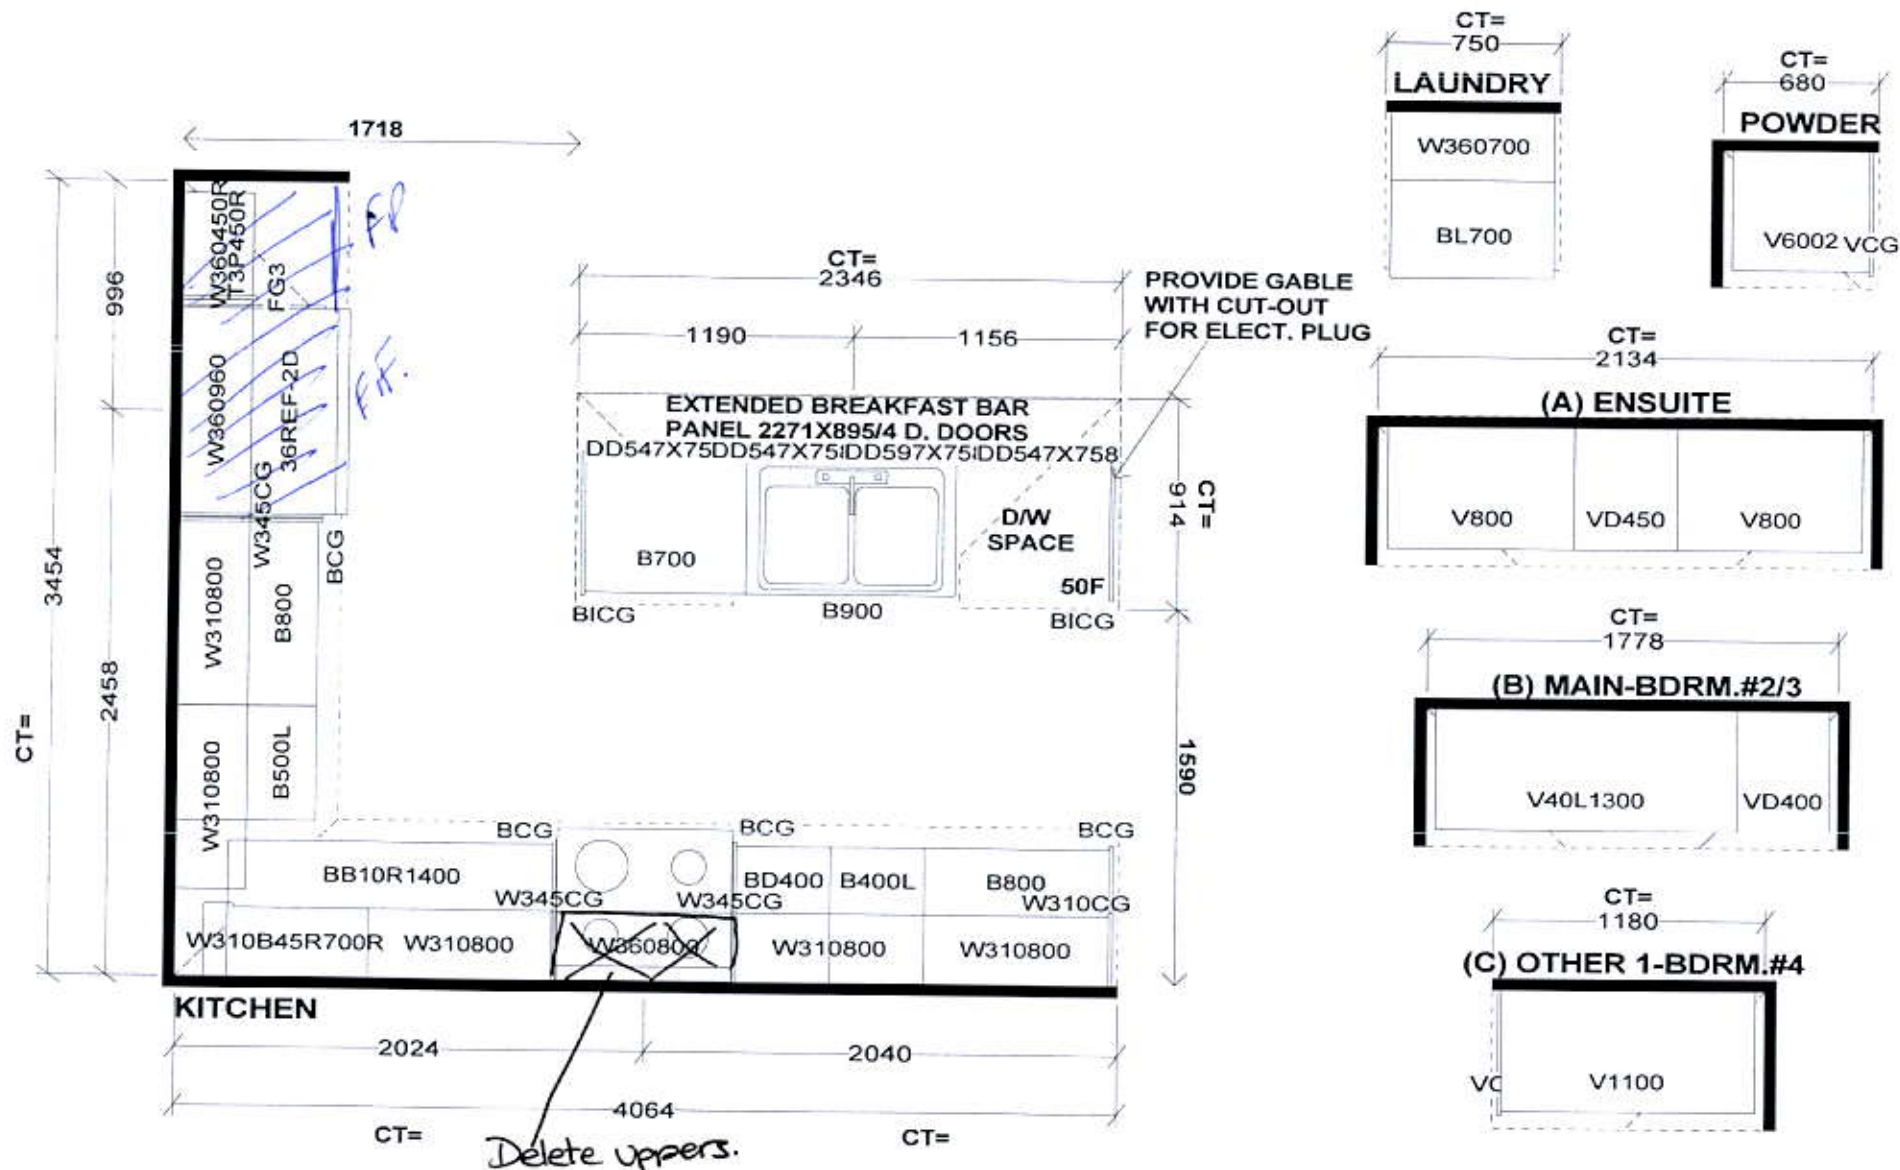 CT=
750
LAUNDRY
W360700
BL700
CT=
680
POWDER
V6002
VCG
1718
W360450R
T3P450R
FG3
FP
996
W360960
36REF-2D
F.F.
W345CG
BCG
3454
CT=
2458
W310800
B800
W310800
B500L
CT=
2346
1190
1156
PROVIDE GABLE
WITH CUT-OUT
FOR ELECT. PLUG
EXTENDED BREAKFAST BAR
PANEL 2271X895/4 D. DOORS
DD547X75DD547X75DD597X75DD547X758
B700
D/W
SPACE
50F
BICG
B900
BICG
CT=
914
1590
BCG
BCG
BCG
BB10R1400
W345CG
W345CG
BD400
B400L
B800
W310CG
W310B45R700R
W310800
W360800
W310800
W310800
KITCHEN
2024
2040
4064
CT=
CT=
Delete uppers.
CT=
2134
(A) ENSUITE
V800
VD450
V800
CT=
1778
(B) MAIN-BDRM.#2/3
V40L1300
VD400
CT=
1180
(C) OTHER 1-BDRM.#4
VC
V1100